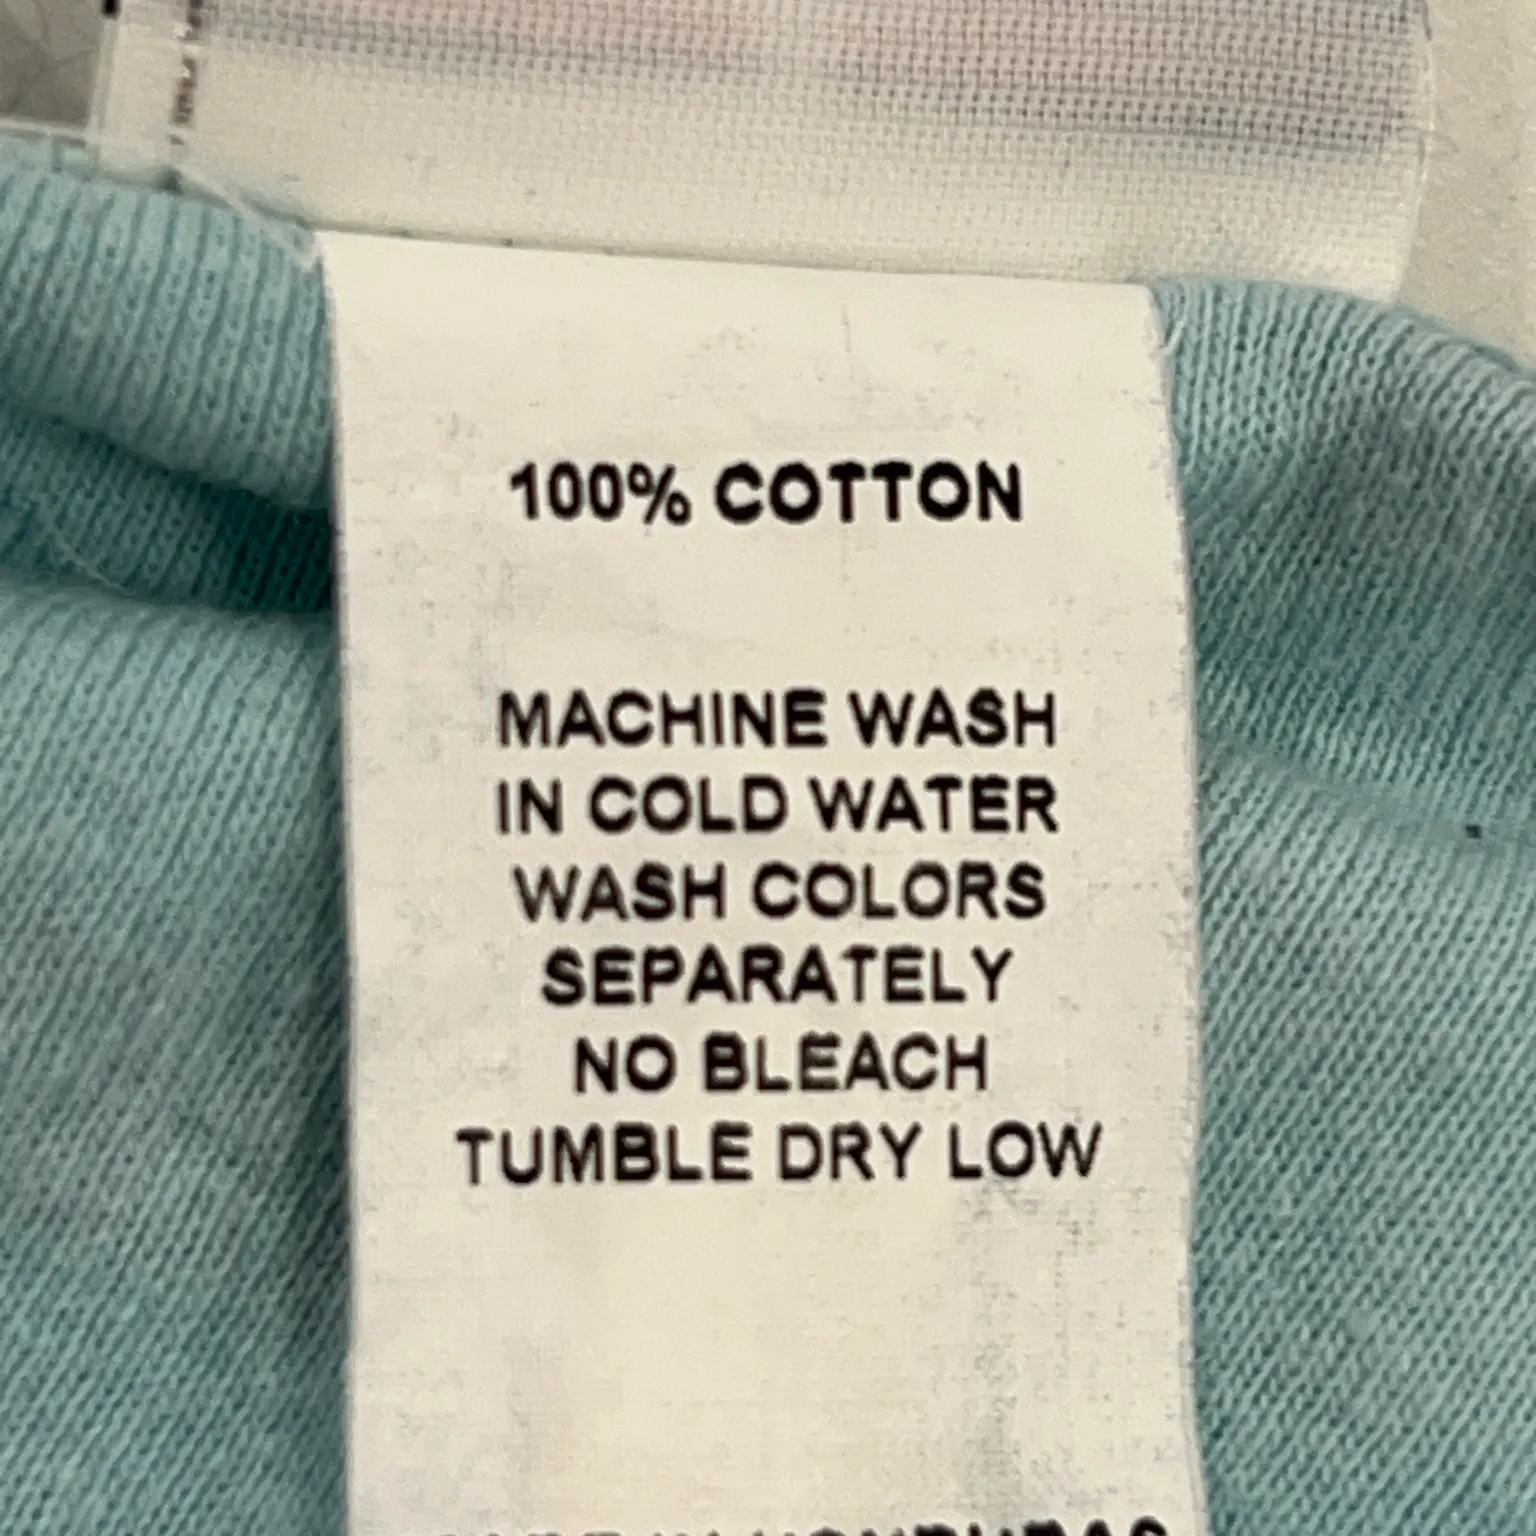 100% COTTON
MACHINE WASH
IN COLD WATER
WASH COLORS
SEPARATELY
NO BLEACH
TUMBLE DRY LOW